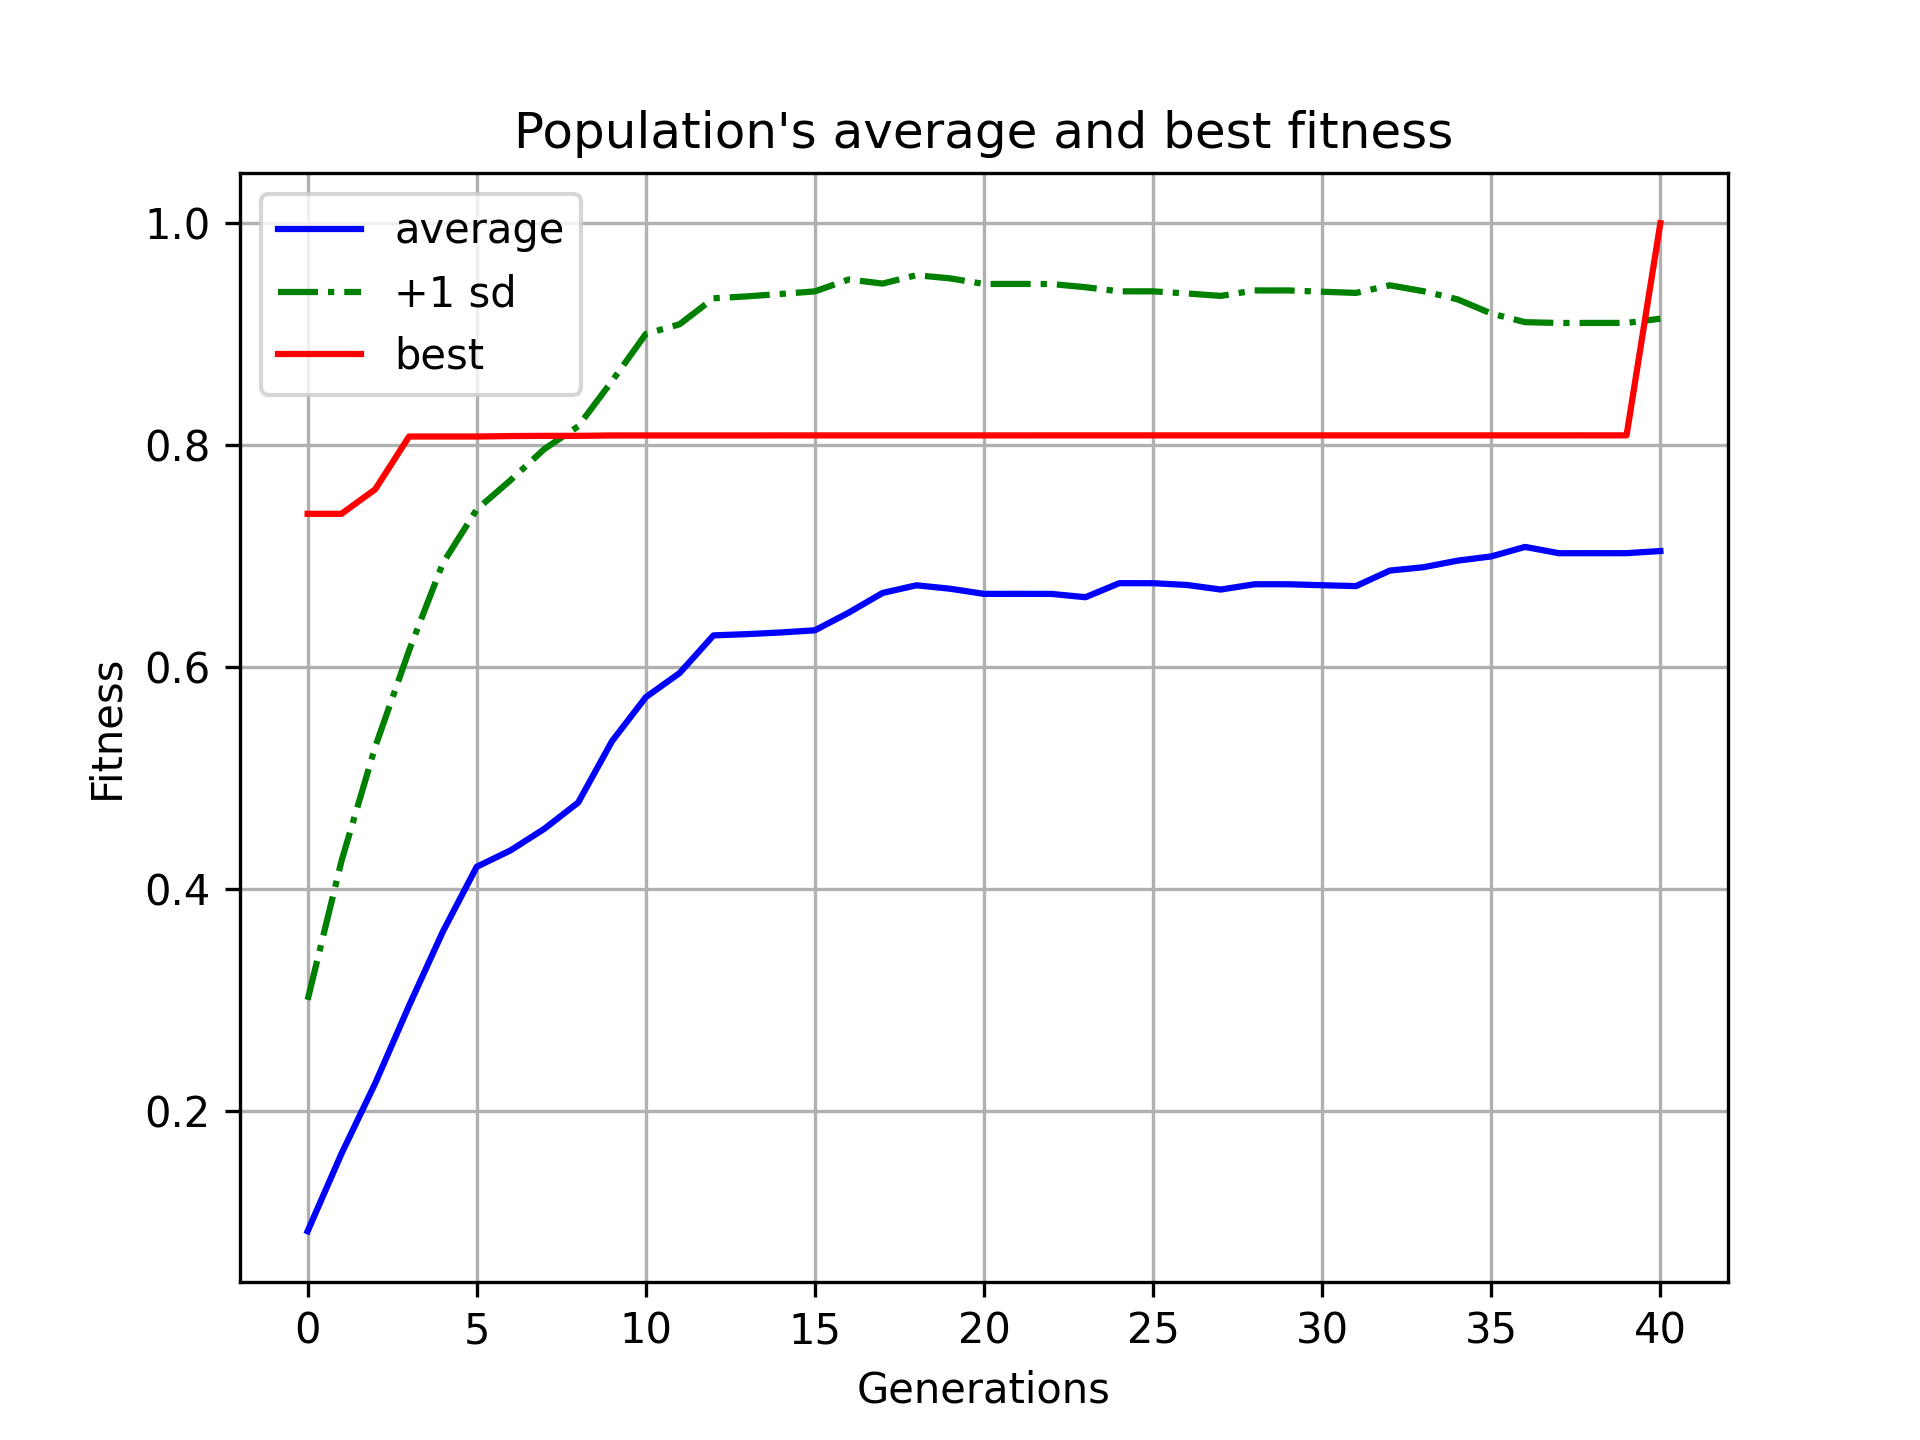 Population's average and best fitness
average
+1 sd
best
1.0
0.8
0.6
0.4
0.2
Fitness
0 5 10 15 20 25 30 35 40
Generations